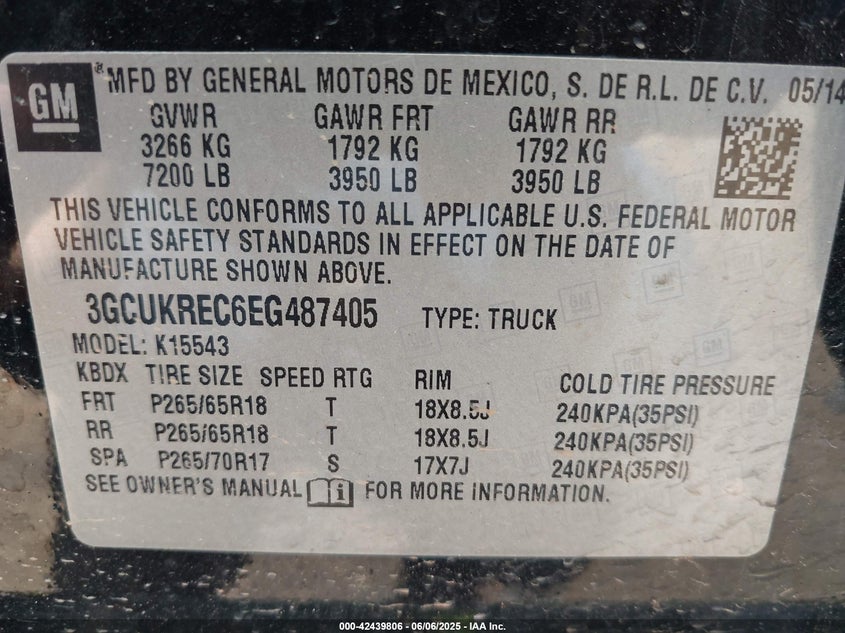 GM ® MFD BY GENERAL MOTORS DE MEXICO, S. DE R.L. DE C.V. 05/14
GVWR GAWR FRT GAWR RR
3266 KG 1792 KG 1792 KG
7200 LB 3950 LB 3950 LB
THIS VEHICLE CONFORMS TO ALL APPLICABLE U.S. FEDERAL MOTOR
VEHICLE SAFETY STANDARDS IN EFFECT ON THE DATE OF
MANUFACTURE SHOWN ABOVE.
3GCUKREC6EG487405 TYPE: TRUCK
MODEL: K15543
KBDX TIRE SIZE SPEED RTG RIM COLD TIRE PRESSURE
FRT P265/65R18 T 18X8.5J 240KPA(35PSI)
RR P265/65R18 T 18X8.5J 240KPA(35PSI)
SPA P265/70R17 S 17X7J 240KPA(35PSI)
SEE OWNER'S MANUAL i FOR MORE INFORMATION.
000-42439806 - 06/06/2025 - IAA Inc.